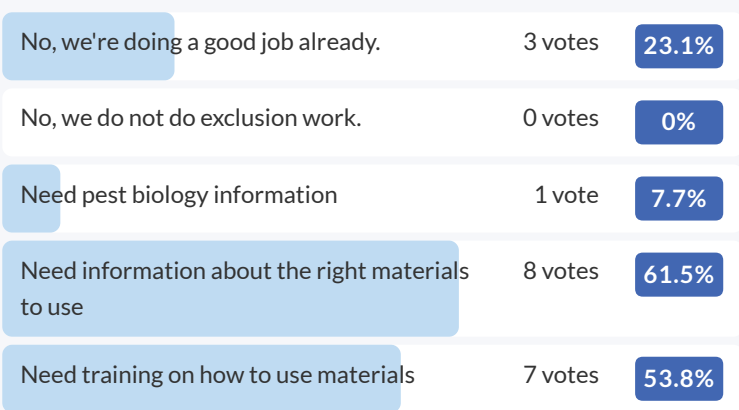 No, we're doing a good job already. 3 votes 23.1%
No, we do not do exclusion work. 0 votes 0%
Need pest biology information 1 vote 7.7%
Need information about the right materials 8 votes 61.5%
to use
Need training on how to use materials 7 votes 53.8%